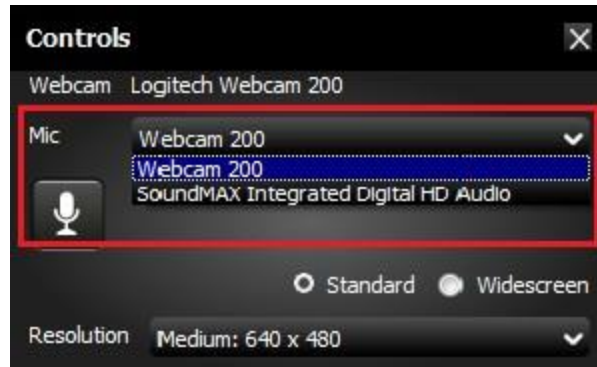 Controls
Webcam Logitech Webcam 200
Mic Webcam 200
Webcam 200
SoundMAX Integrated Digital HD Audio
Standard Widescreen
Resolution Medium: 640 x 480